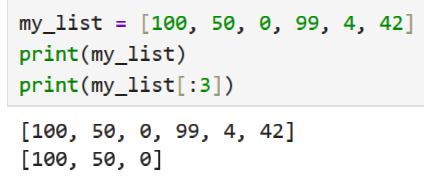 my_list = [100, 50, 0, 99, 4, 42]
print(my_list)
print(my_list[:3])
[100, 50, 0, 99, 4, 42]
[100, 50, 0]